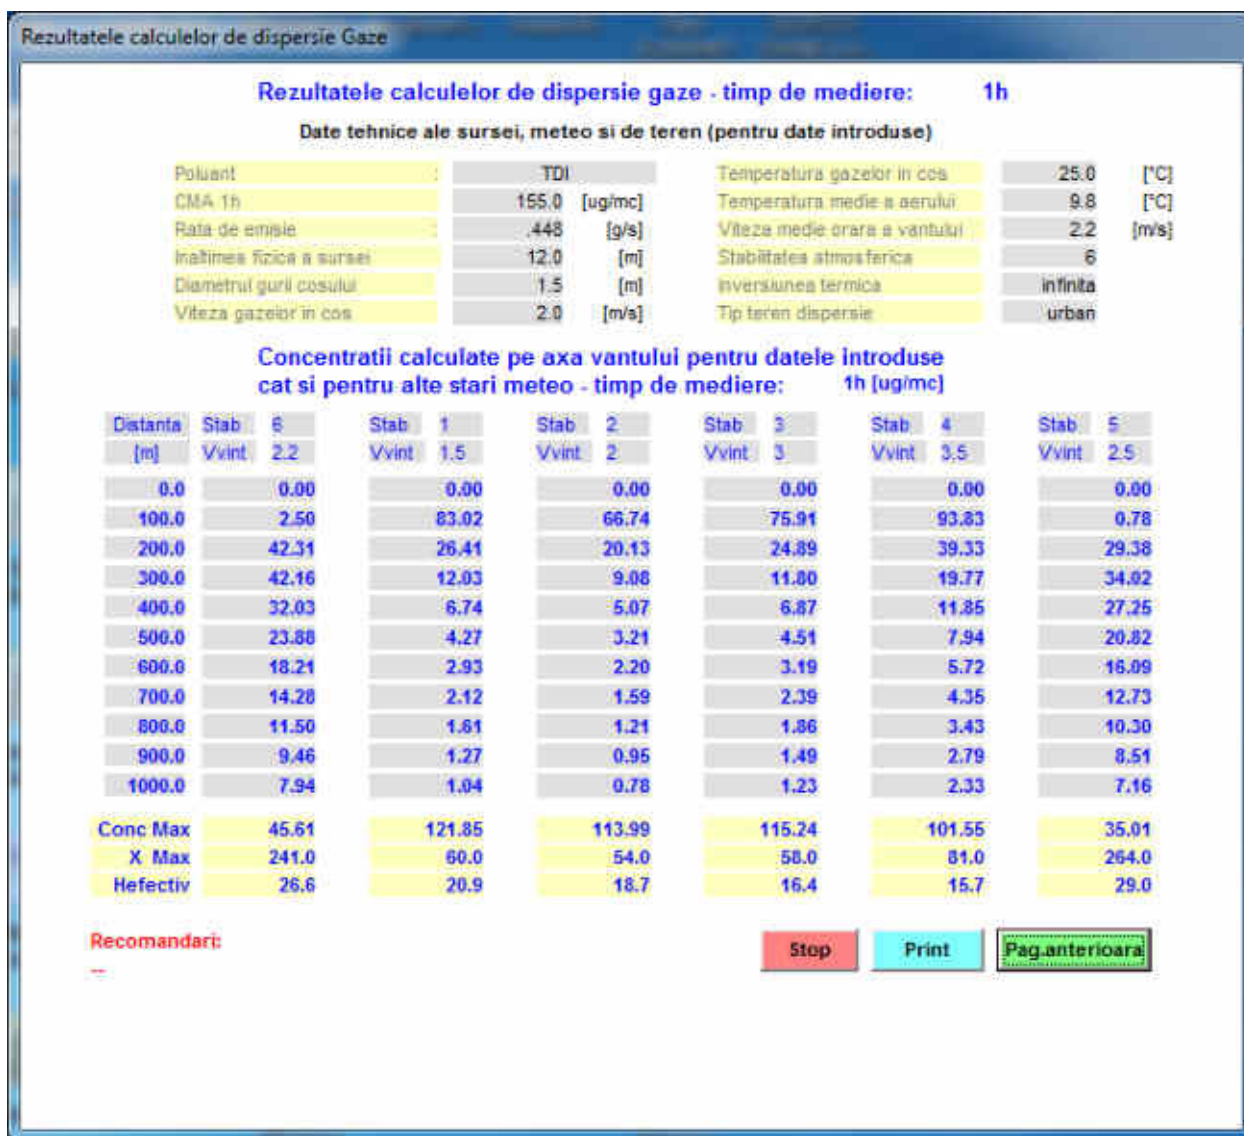 Rezultatele calculelor de dispersie Gaze
Rezultatele calculelor de dispersie gaze - timp de mediere: 1h
Date tehnice ale sursei, meteo si de teren (pentru date introduse)
Poluant : TDI Temperatura gazelor in cos 25.0 [°C]
CMA 1h 155.0 [ug/mc] Temperatura medie a aerului 9.8 [°C]
Rata de emisie : .448 [g/s] Viteza medie orara a vantului 2.2 [m/s]
Inaltimea fizica a sursei 12.0 [m] Stabilitatea atmosferica 6
Diametrul gurii cosului 1.5 [m] inversiunea termica infinita
Viteza gazelor in cos 2.0 [m/s] Tip teren dispersie urban
Concentratii calculate pe axa vantului pentru datele introduse
cat si pentru alte stari meteo - timp de mediere: 1h [ug/mc]
Distanta Stab 6 Stab 1 Stab 2 Stab 3 Stab 4 Stab 5
[m] Vvint 2.2 Vvint 1.5 Vvint 2 Vvint 3 Vvint 3.5 Vvint 2.5
0.0 0.00 0.00 0.00 0.00 0.00 0.00
100.0 2.50 83.02 66.74 75.91 93.83 0.78
200.0 42.31 26.41 20.13 24.89 39.33 29.38
300.0 42.16 12.03 9.08 11.80 19.77 34.02
400.0 32.03 6.74 5.07 6.87 11.85 27.25
500.0 23.88 4.27 3.21 4.51 7.94 20.82
600.0 18.21 2.93 2.20 3.19 5.72 16.09
700.0 14.28 2.12 1.59 2.39 4.35 12.73
800.0 11.50 1.61 1.21 1.86 3.43 10.30
900.0 9.46 1.27 0.95 1.49 2.79 8.51
1000.0 7.94 1.04 0.78 1.23 2.33 7.16
Conc Max 45.61 121.85 113.99 115.24 101.55 35.01
X Max 241.0 60.0 54.0 58.0 81.0 264.0
Hefectiv 26.6 20.9 18.7 16.4 15.7 29.0
Recomandari:
--
Stop Print Pag.anterioara